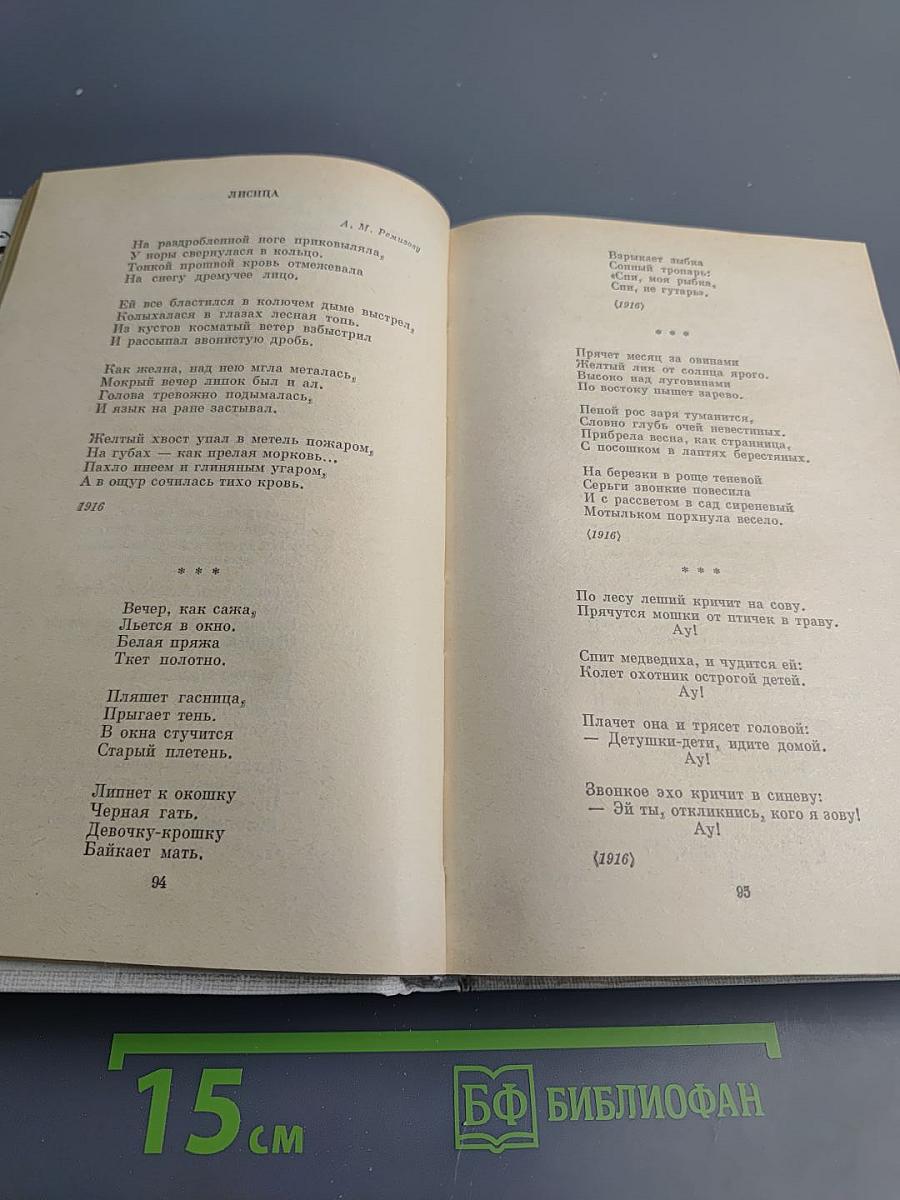 ЛИСИЦА
А. М. Ремизову
На раздробленной ноге приковыляла,
У норы свернулася в кольцо.
Тонкой прошвой кровь отмежевала
На снегу дремучее лицо.
Ей все бластился в колючем дыме выстрел,
Колыхалася в глазах лесная топь.
Из кустов косматый ветер взбыстрил
И рассыпал звонистую дробь.
Как желна, над нею мгла металась,
Мокрый вечер липок был и ал.
Голова тревожно подымалась,
И язык на ране застывал.
Желтый хвост упал в метель пожаром,
На губах — как прелая морковь...
Пахло инеем и глиняным угаром,
А в ощур сочилась тихо кровь.
1916
* * *
Вечер, как сажа,
Льется в окно.
Белая пряжа
Ткет полотно.
Пляшет гасница,
Прыгает тень.
В окна стучится
Старый плетень.
Липнет к окошку
Черная гать.
Девочку-крошку
Байкает мать.
94
Взрыкает зыбка
Сонный тропарь:
«Спи, моя рыбка,
Спи, не гутарь».
⟨1916⟩
* * *
Прячет месяц за овинами
Желтый лик от солнца ярого.
Высоко над луговинами
По востоку пышет зарево.
Пеной рос заря туманится,
Словно глубь очей невестиных.
Прибрела весна, как странница,
С посошком в лаптях берестяных.
На березки в роще теневой
Серьги звонкие повесила
И с рассветом в сад сиреневый
Мотыльком порхнула весело.
⟨1916⟩
* * *
По лесу леший кричит на сову.
Прячутся мошки от птичек в траву.
Ау!
Спит медведиха, и чудится ей:
Колет охотник острогой детей.
Ау!
Плачет она и трясет головой:
— Детушки-дети, идите домой.
Ау!
Звонкое эхо кричит в синеву:
— Эй ты, откликнись, кого я зову!
Ау!
⟨1916⟩
95
15 см
БФ БИБЛИОФАН